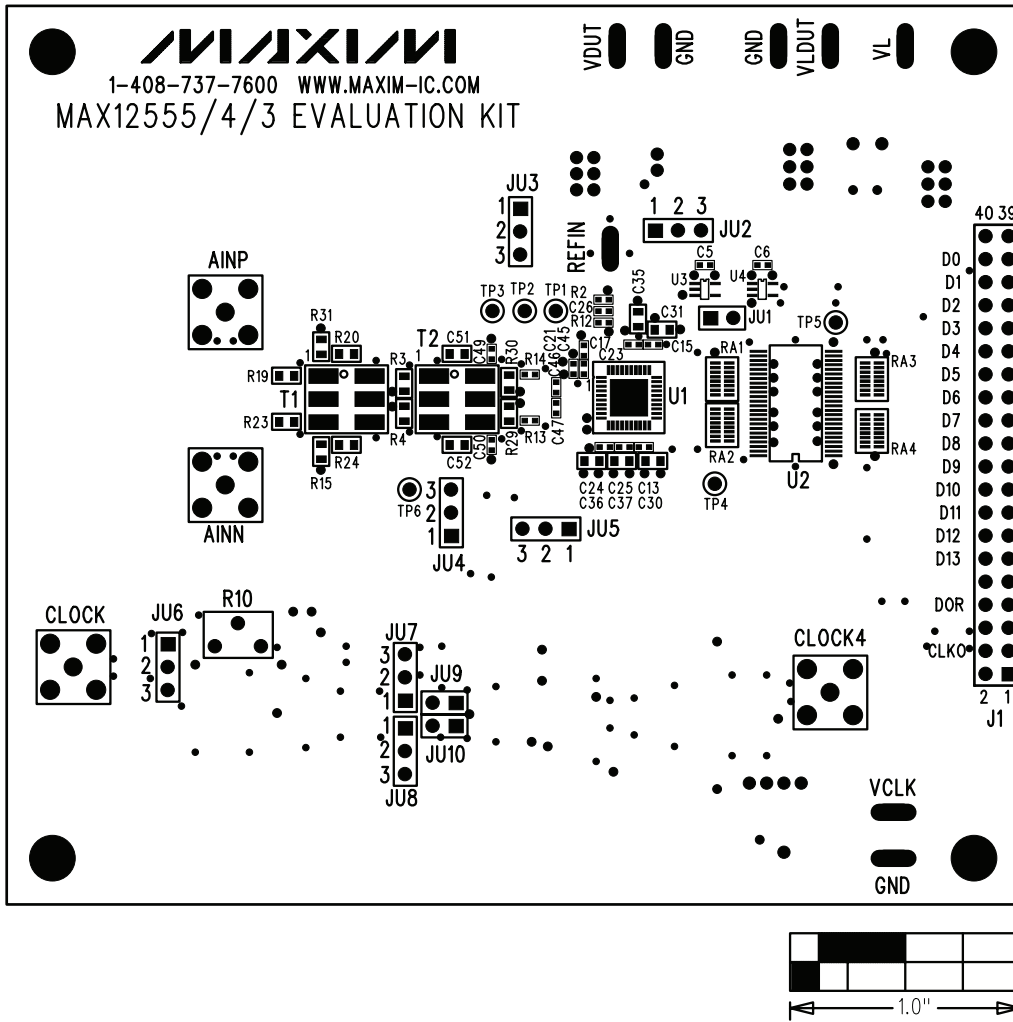 MAXIM
1-408-737-7600 WWW.MAXIM-IC.COM
MAX12555/4/3 EVALUATION KIT
VDUT
GND
GND
VLDUT
VL
JU3
1
2
3
1 2 3
JU2
REFIN
40 39
AINP
TP3
TP2
TP1
R2
C26
R12
C35
C31
C15
C5
U3
C6
U4
JU1
TP5
D0
D1
D2
D3
D4
D5
D6
D7
D8
D9
D10
D11
D12
D13
DOR
CLKO
2 1
J1
R31
R20
1
R19
T1
R23
R15
R24
R3
R4
T2
1
C51
C49
R30
R14
C52
C50
R29
R13
C21
C45
C46
C47
C17
C23
1
U1
RA1
RA2
RA3
RA4
U2
C24 C25 C13
C36 C37 C30
TP4
AINN
TP6
3
2
1
JU4
JU5
3 2 1
CLOCK
JU6
1
2
3
R10
JU7
3
2
1
JU9
1
2
3
JU8
JU10
CLOCK4
VCLK
GND
1.0"